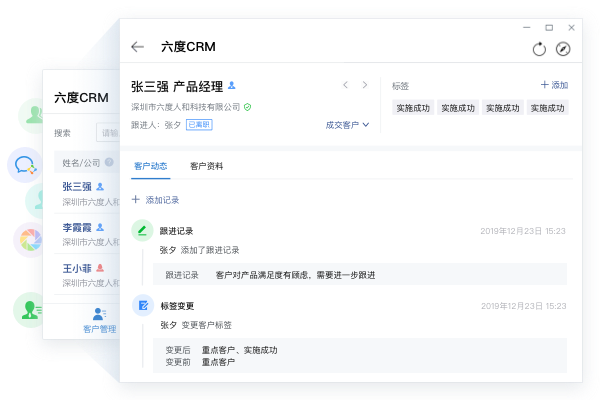 六度CRM
搜索
请输
姓名/公司
张三强
深圳市六度人和
李霞霞
深圳市六度人和
王小菲
深圳市六度人和
客户管理
六度CRM
张三强 产品经理
深圳市六度人和科技有限公司
跟进人：张夕 已离职
成交客户
标签
添加
实施成功 实施成功 实施成功 实施成功
客户动态 客户资料
添加记录
跟进记录 2019年12月23日 15:23
张夕 添加了跟进记录
跟进记录 客户对产品满足度有顾虑，需要进一步跟进
标签变更 2019年12月23日 15:23
张夕 变更客户标签
变更后 重点客户、实施成功
变更前 重点客户